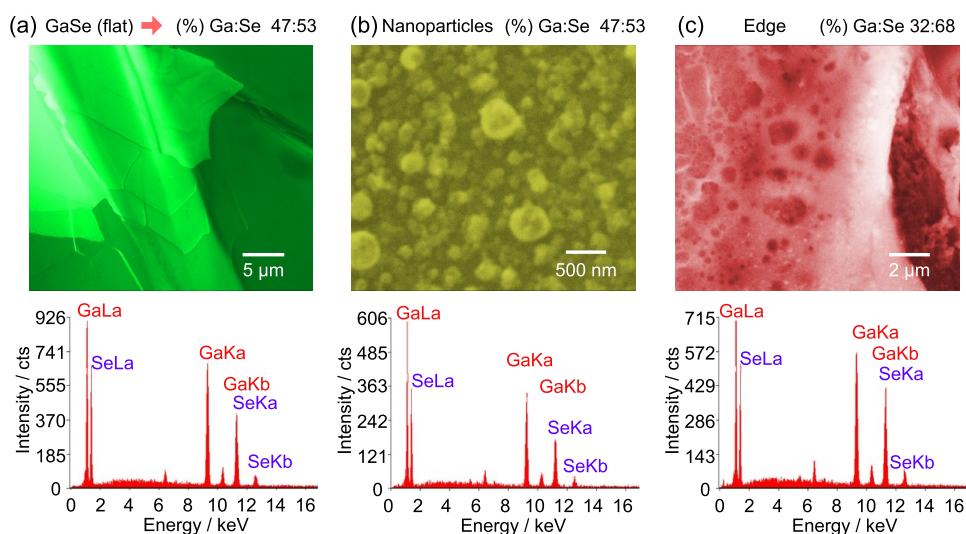 (a) GaSe (flat) (%) Ga:Se 47:53
(b) Nanoparticles (%) Ga:Se 47:53
(c) Edge (%) Ga:Se 32:68
5 µm
500 nm
2 µm
Intensity / cts
926
741
555
370
185
0
GaLa
SeLa
GaKa
GaKb
SeKa
SeKb
0 2 4 6 8 10 12 14 16
Energy / keV
Intensity / cts
606
485
363
242
121
0
GaLa
SeLa
GaKa
GaKb
SeKa
SeKb
0 2 4 6 8 10 12 14 16
Energy / keV
Intensity / cts
715
572
429
286
143
0
GaLa
SeLa
GaKa
GaKb
SeKa
SeKb
0 2 4 6 8 10 12 14 16
Energy / keV